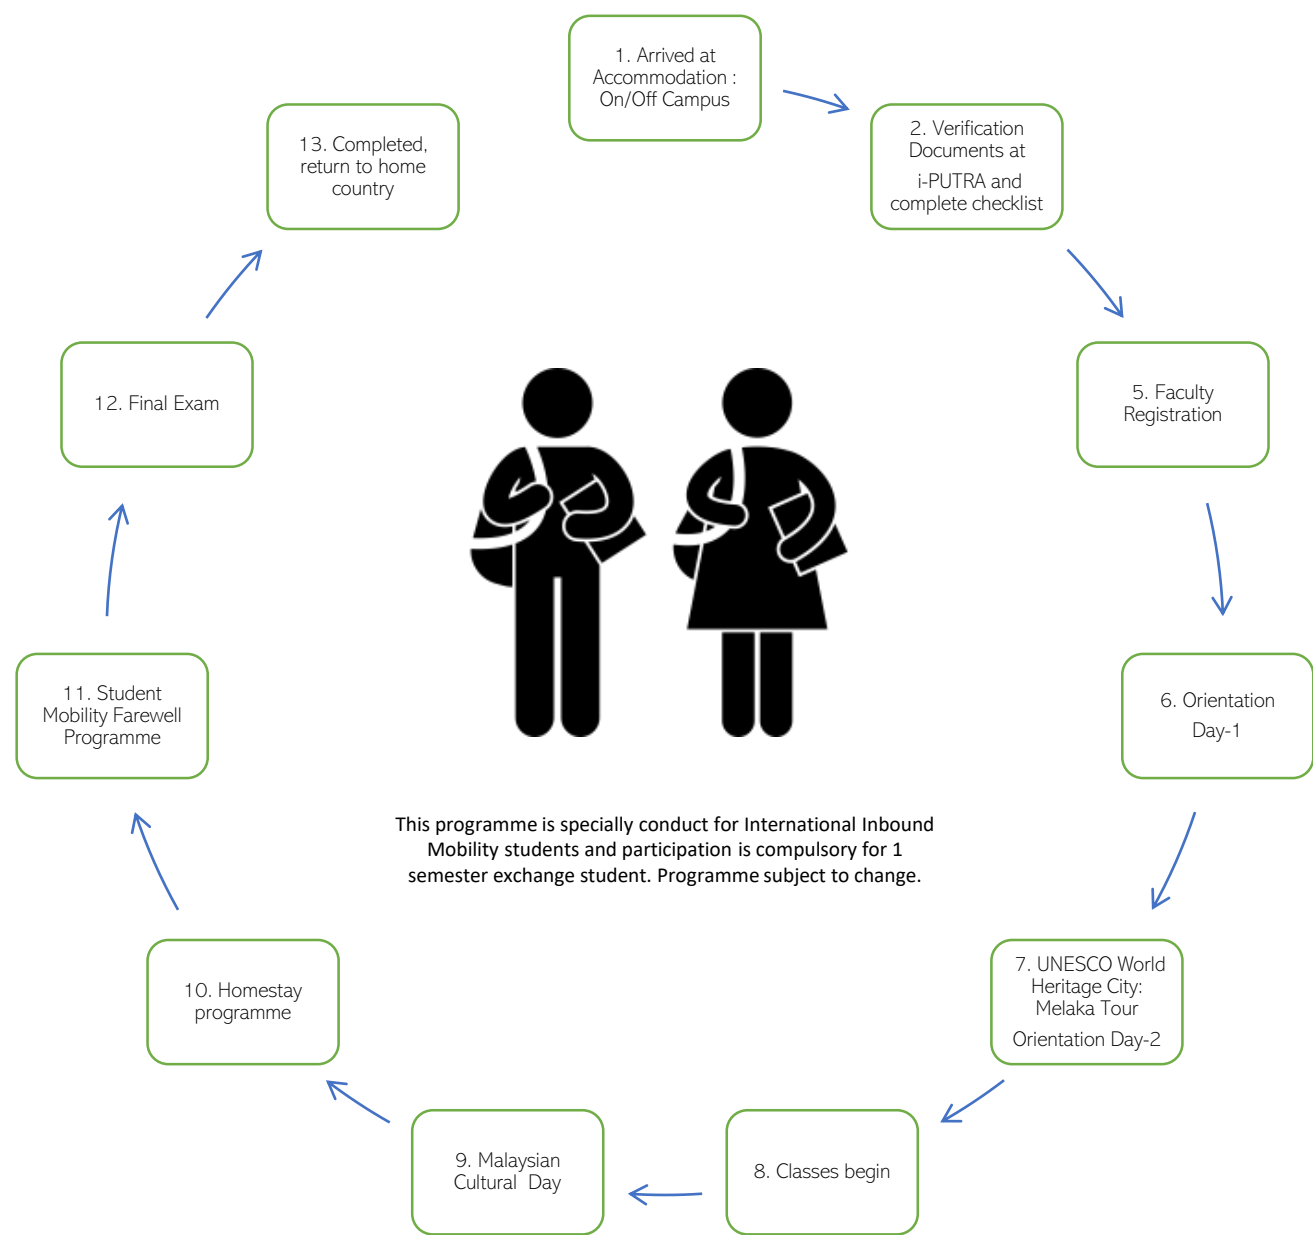 1. Arrived at
Accommodation :
On/Off Campus
2. Verification
Documents at
i-PUTRA and
complete checklist
5. Faculty
Registration
6. Orientation
Day-1
7. UNESCO World
Heritage City:
Melaka Tour
Orientation Day-2
8. Classes begin
9. Malaysian
Cultural Day
10. Homestay
programme
11. Student
Mobility Farewell
Programme
12. Final Exam
13. Completed,
return to home
country
This programme is specially conduct for International Inbound
Mobility students and participation is compulsory for 1
semester exchange student. Programme subject to change.